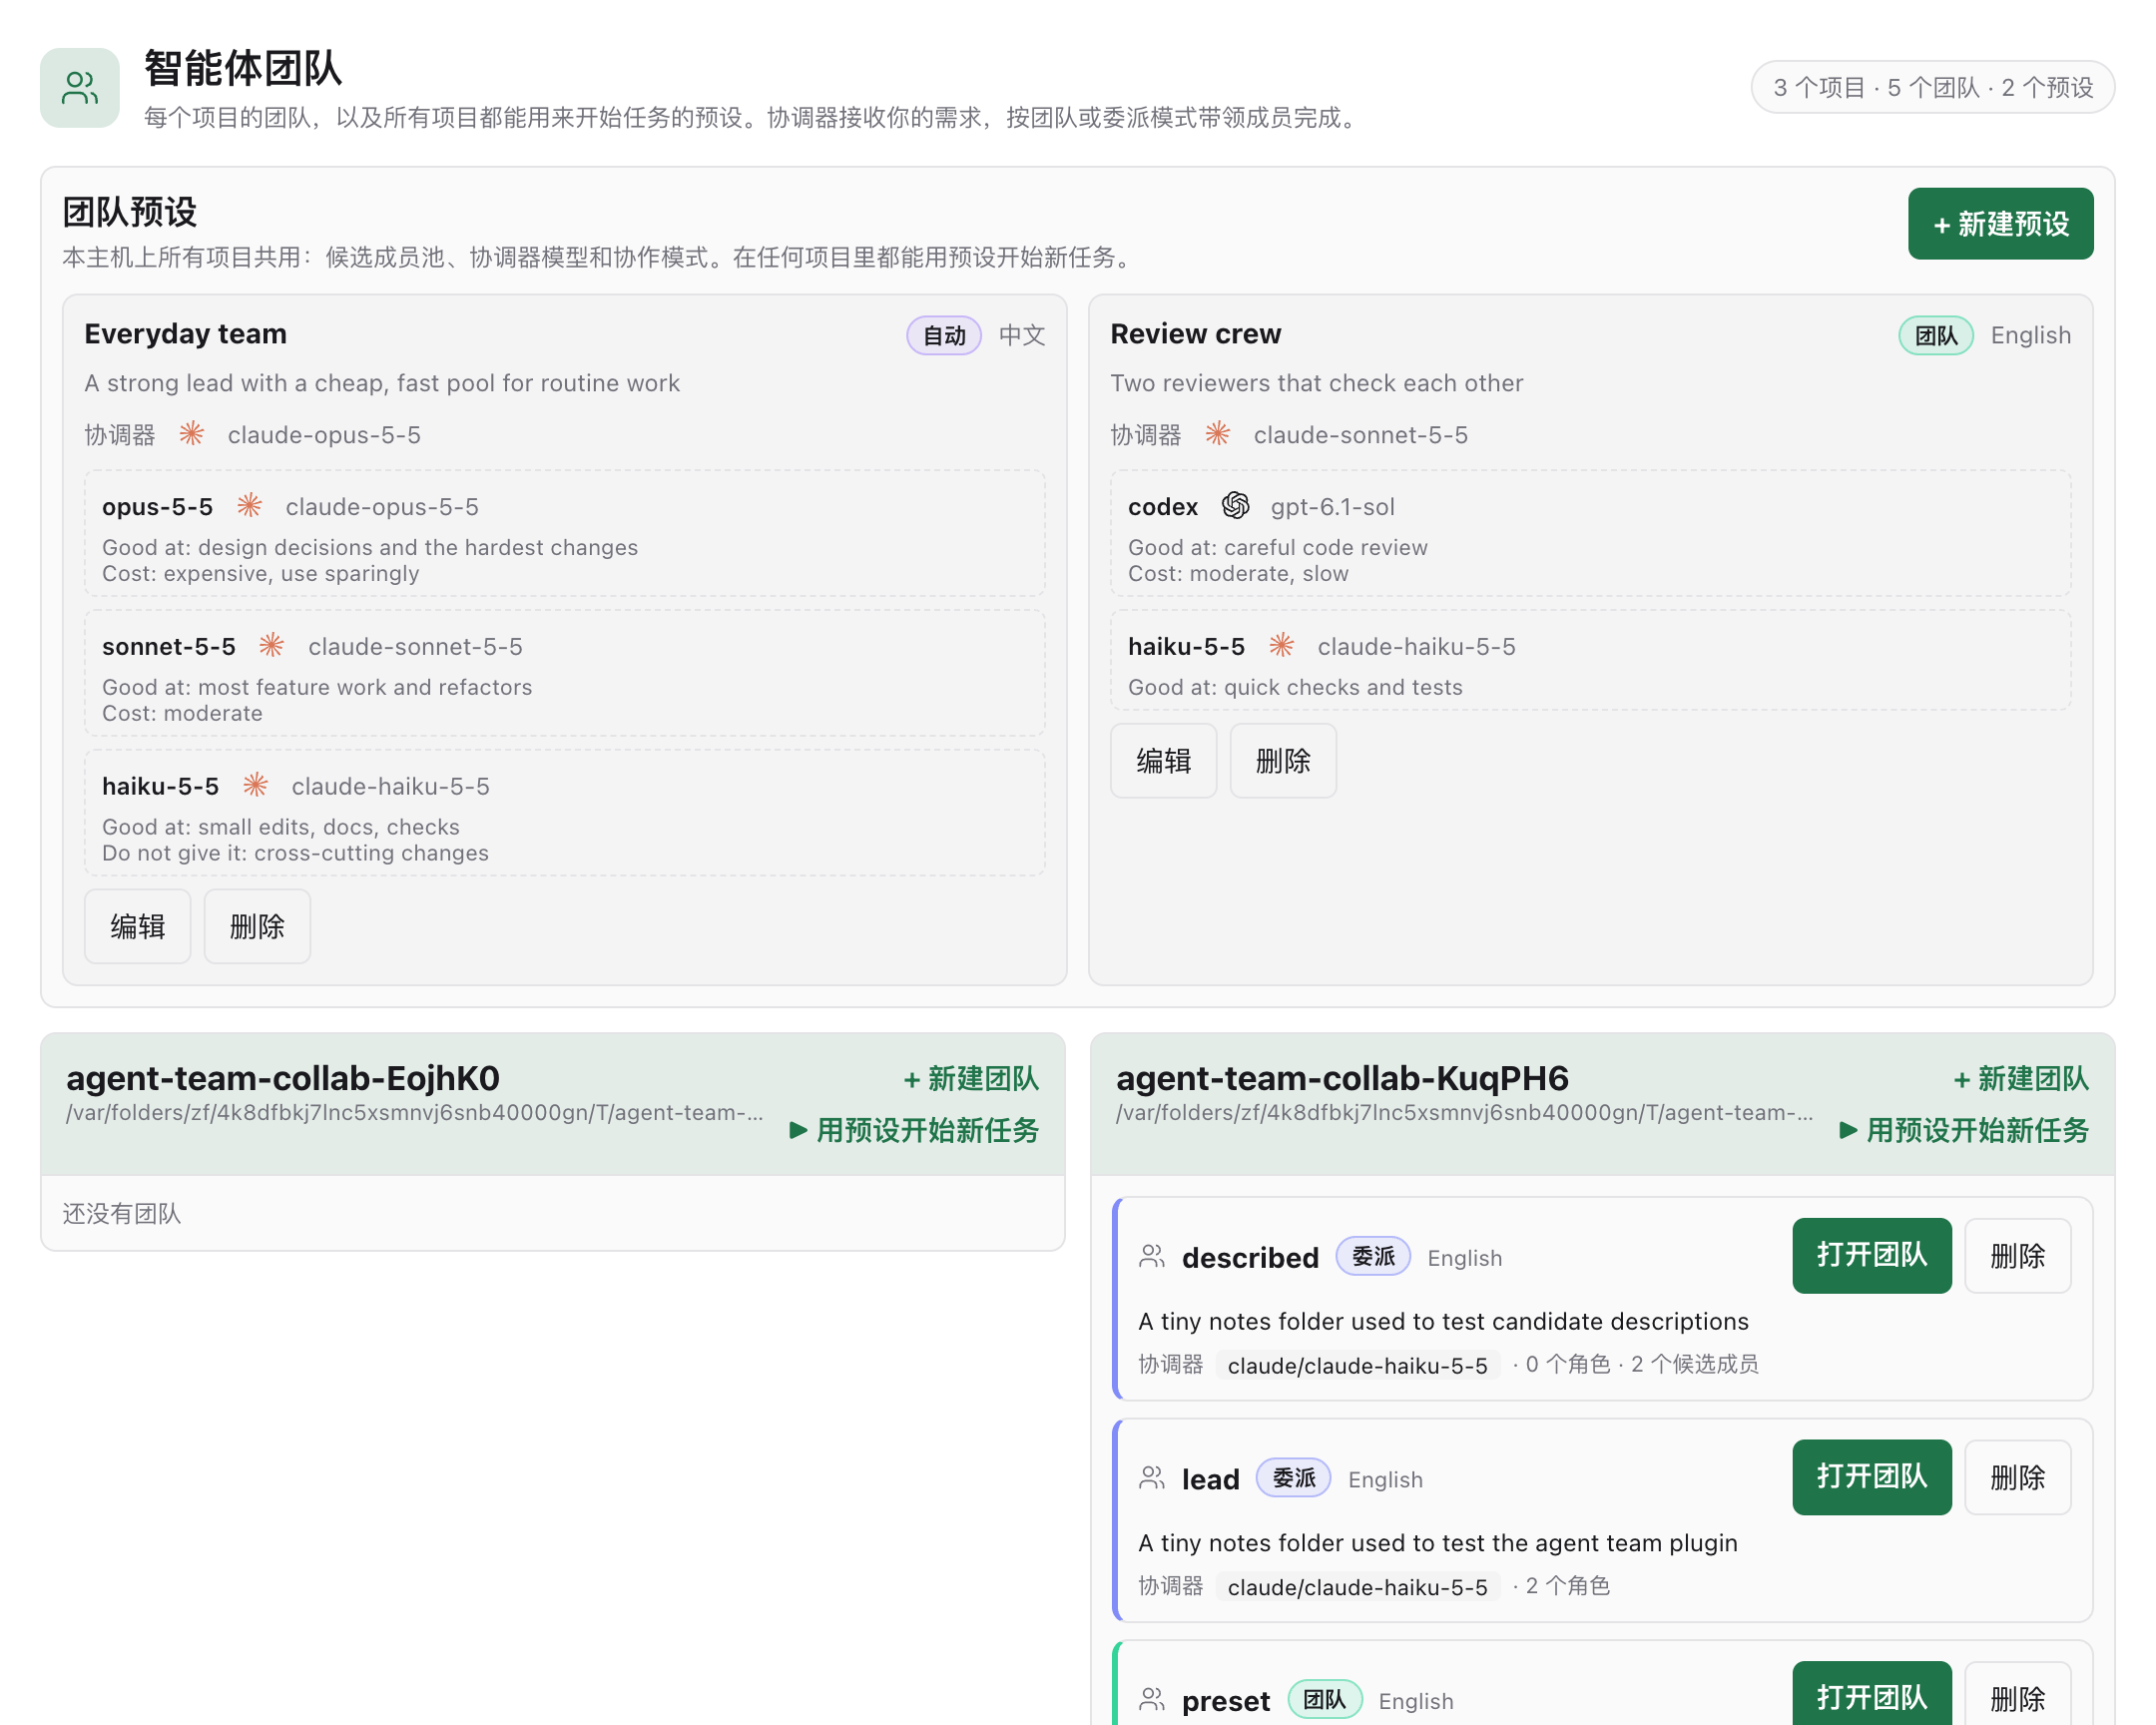 智能体团队
每个项目的团队，以及所有项目都能用来开始任务的预设。协调器接收你的需求，按团队或委派模式带领成员完成。
3 个项目 · 5 个团队 · 2 个预设
团队预设
本主机上所有项目共用：候选成员池、协调器模型和协作模式。在任何项目里都能用预设开始新任务。
+ 新建预设
Everyday team 自动 中文
A strong lead with a cheap, fast pool for routine work
协调器 claude-opus-5-5
opus-5-5 claude-opus-5-5
Good at: design decisions and the hardest changes
Cost: expensive, use sparingly
sonnet-5-5 claude-sonnet-5-5
Good at: most feature work and refactors
Cost: moderate
haiku-5-5 claude-haiku-5-5
Good at: small edits, docs, checks
Do not give it: cross-cutting changes
编辑 删除
Review crew 团队 English
Two reviewers that check each other
协调器 claude-sonnet-5-5
codex gpt-6.1-sol
Good at: careful code review
Cost: moderate, slow
haiku-5-5 claude-haiku-5-5
Good at: quick checks and tests
编辑 删除
agent-team-collab-EojhK0 + 新建团队
/var/folders/zf/4k8dfbkj7lnc5xsmnvj6snb40000gn/T/agent-team-...
▶ 用预设开始新任务
还没有团队
agent-team-collab-KuqPH6 + 新建团队
/var/folders/zf/4k8dfbkj7lnc5xsmnvj6snb40000gn/T/agent-team-...
▶ 用预设开始新任务
described 委派 English 打开团队 删除
A tiny notes folder used to test candidate descriptions
协调器 claude/claude-haiku-5-5 · 0 个角色 · 2 个候选成员
lead 委派 English 打开团队 删除
A tiny notes folder used to test the agent team plugin
协调器 claude/claude-haiku-5-5 · 2 个角色
preset 团队 English 打开团队 删除